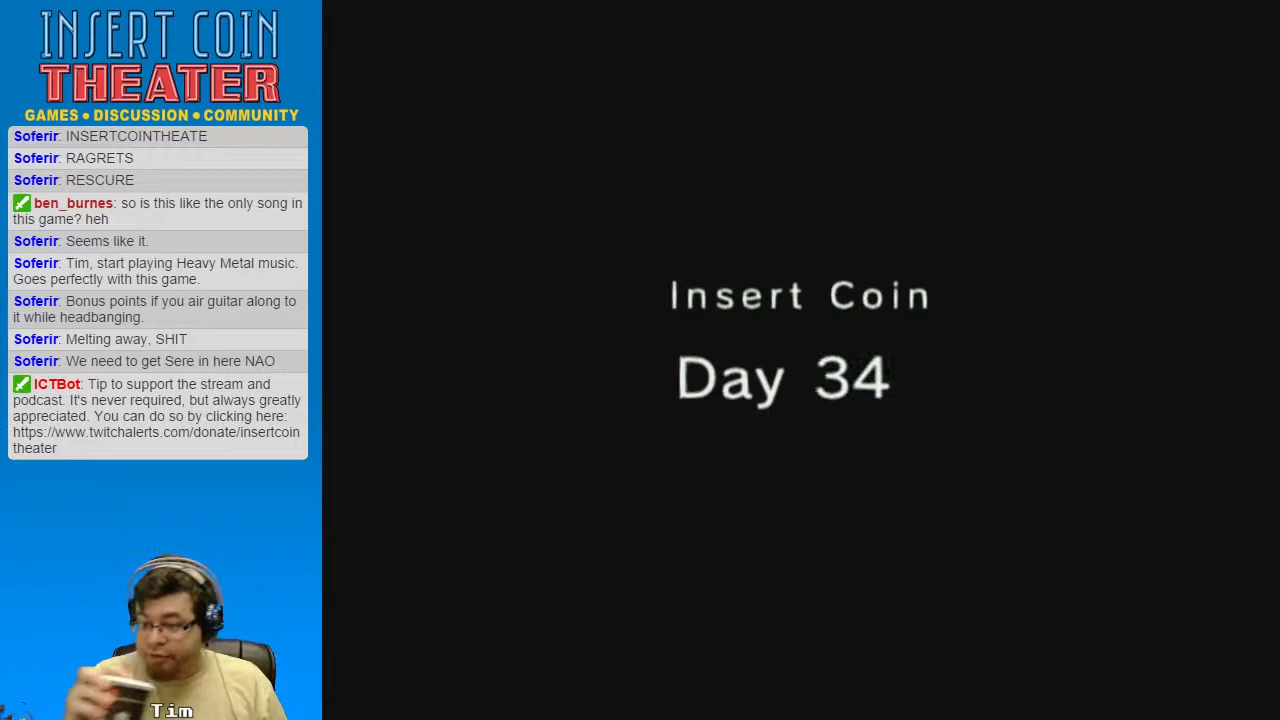 INSERT COIN
THEATER
GAMES • DISCUSSION • COMMUNITY
Soferir: INSERTCOINTHEATE
Soferir: RAGRETS
Soferir: RESCURE
ben_burnes: so is this like the only song in
this game? heh
Soferir: Seems like it.
Soferir: Tim, start playing Heavy Metal music.
Goes perfectly with this game.
Soferir: Bonus points if you air guitar along to
it while headbanging.
Soferir: Melting away, SHIT
Soferir: We need to get Sere in here NAO
ICTBot: Tip to support the stream and
podcast. It's never required, but always greatly
appreciated. You can do so by clicking here:
https://www.twitchalerts.com/donate/insertcoin
theater
Insert Coin
Day 34
Tim